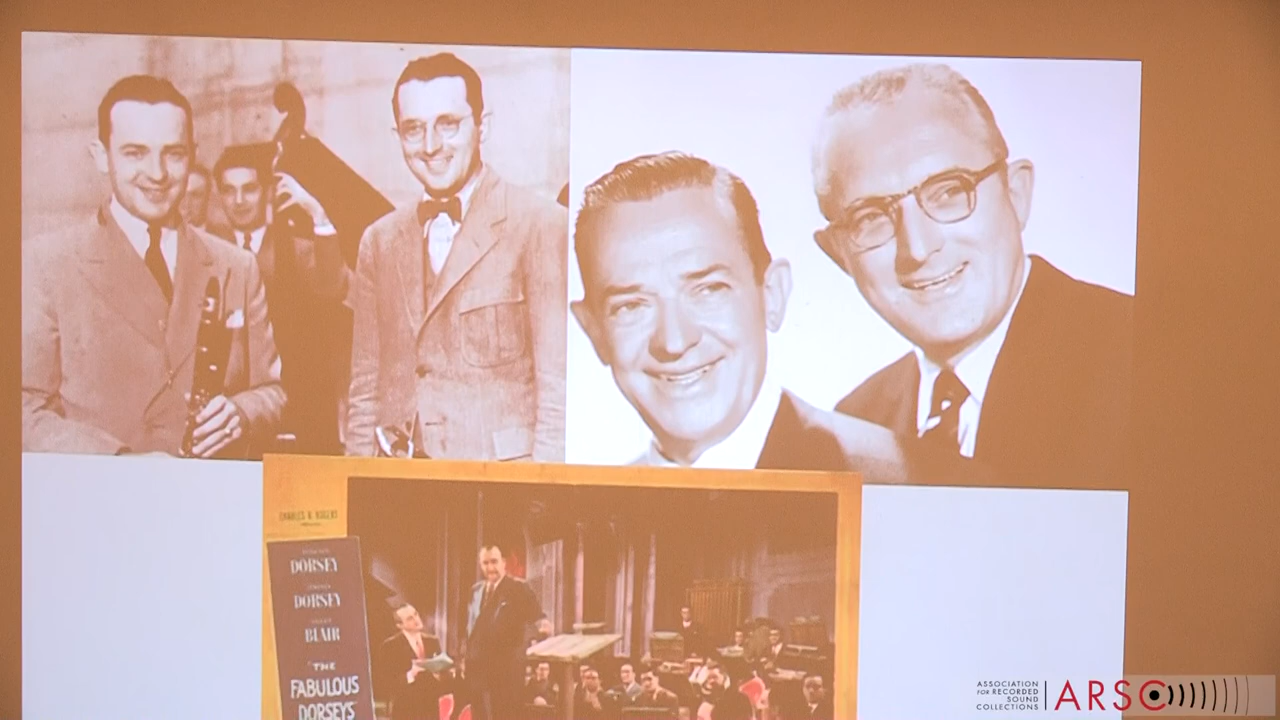 CHARLES R. ROGERS
DORSEY
DORSEY
BLAIR
THE
FABULOUS
DORSEYS
ASSOCIATION
FOR RECORDED
SOUND
COLLECTIONS
ARSC